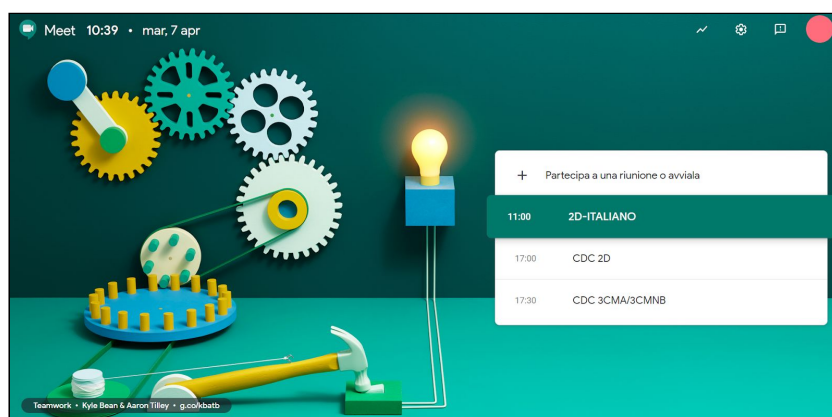 Meet 10:39 • mar, 7 apr
+ Partecipa a una riunione o avviala
11:00 2D-ITALIANO
17:00 CDC 2D
17:30 CDC 3CMA/3CMNB
Teamwork • Kyle Bean & Aaron Tilley • g.co/kbatb